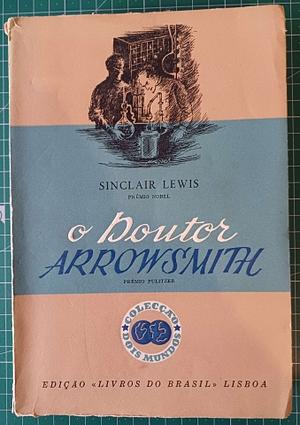 SINCLAIR LEWIS
PRÉMIO NOBEL
O Doutor
ARROWSMITH
PRÉMIO PULITZER
COLECÇÃO
DOIS MUNDOS
EDIÇÃO «LIVROS DO BRASIL» LISBOA